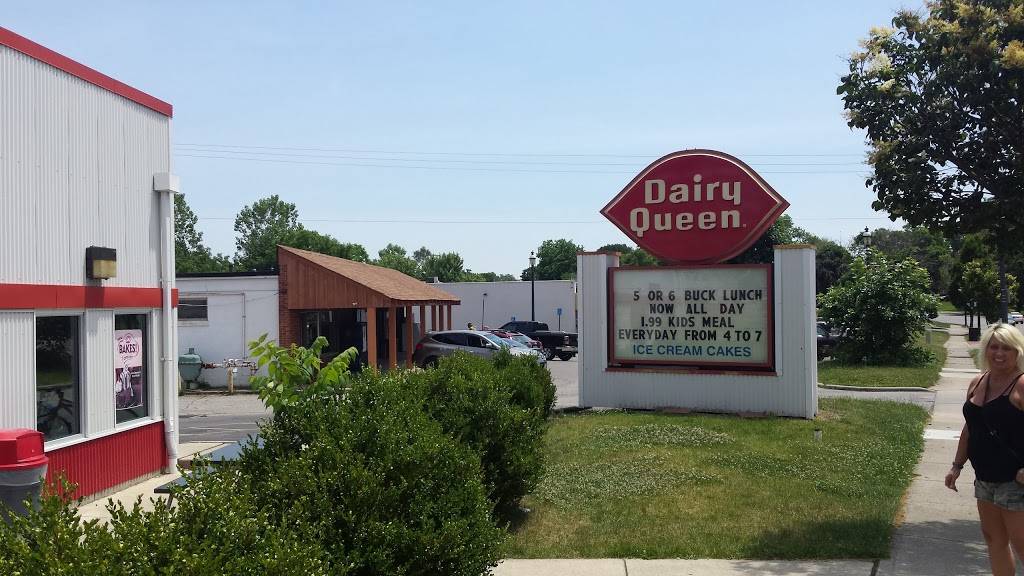 Dairy
Queen
5 OR 6 BUCK LUNCH
NOW ALL DAY
1.99 KIDS MEAL
EVERYDAY FROM 4 TO 7
ICE CREAM CAKES
BAKES